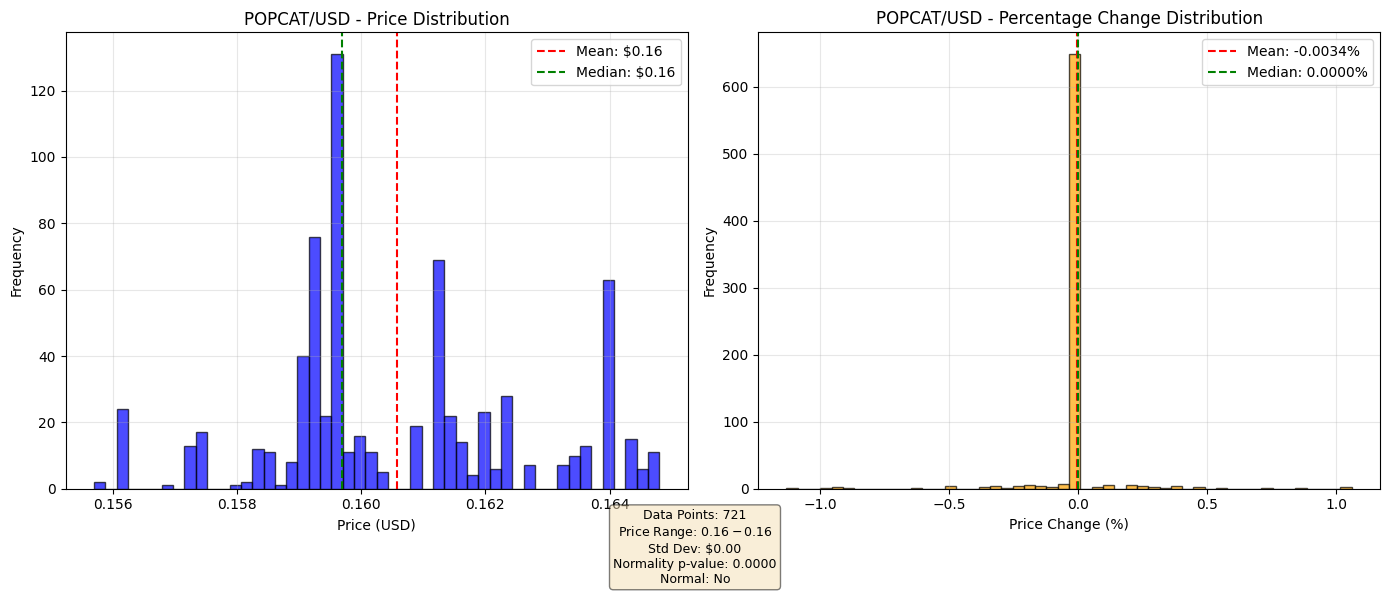 POPCAT/USD - Price Distribution
Mean: $0.16
Median: $0.16
Frequency
0
20
40
60
80
100
120
0.156
0.158
0.160
0.162
0.164
Price (USD)
POPCAT/USD - Percentage Change Distribution
Mean: -0.0034%
Median: 0.0000%
Frequency
0
100
200
300
400
500
600
−1.0
−0.5
0.0
0.5
1.0
Price Change (%)
Data Points: 721
Price Range: 0.16 − 0.16
Std Dev: $0.00
Normality p-value: 0.0000
Normal: No